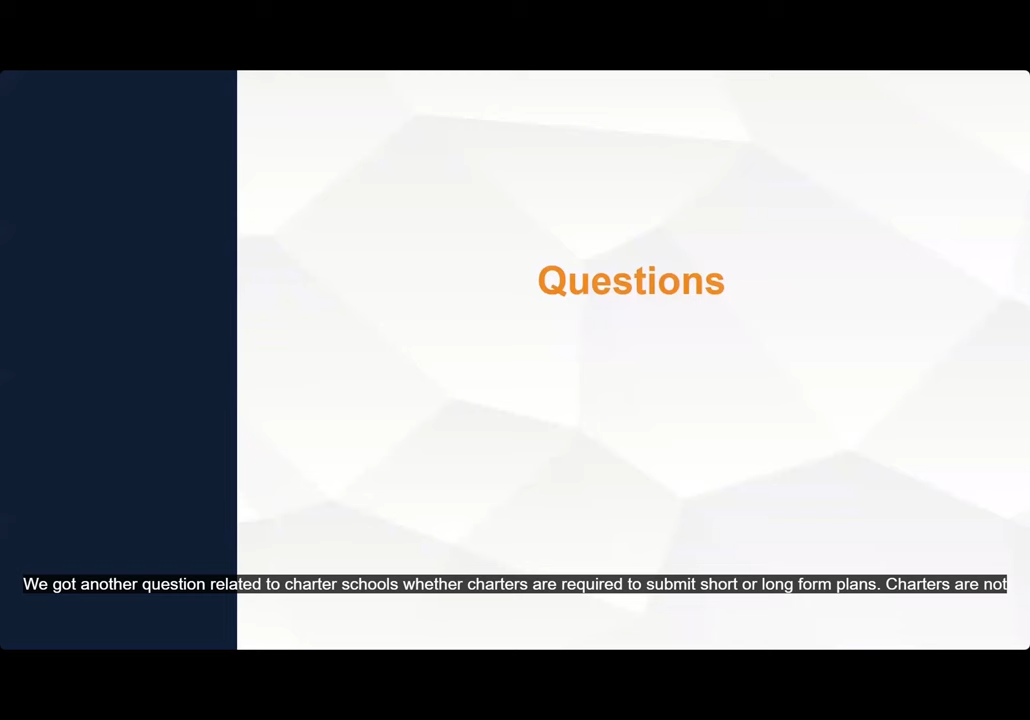 Questions
We got another question related to charter schools whether charters are required to submit short or long form plans. Charters are not